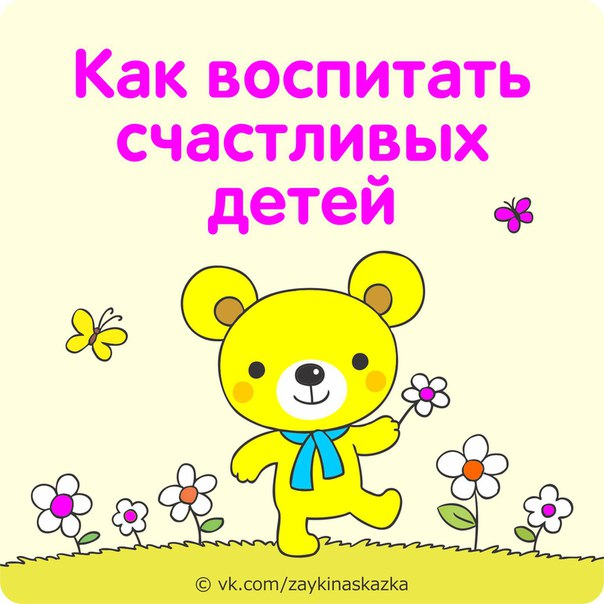 Как воспитать
счастливых
детей
© vk.com/zaykinaskazka